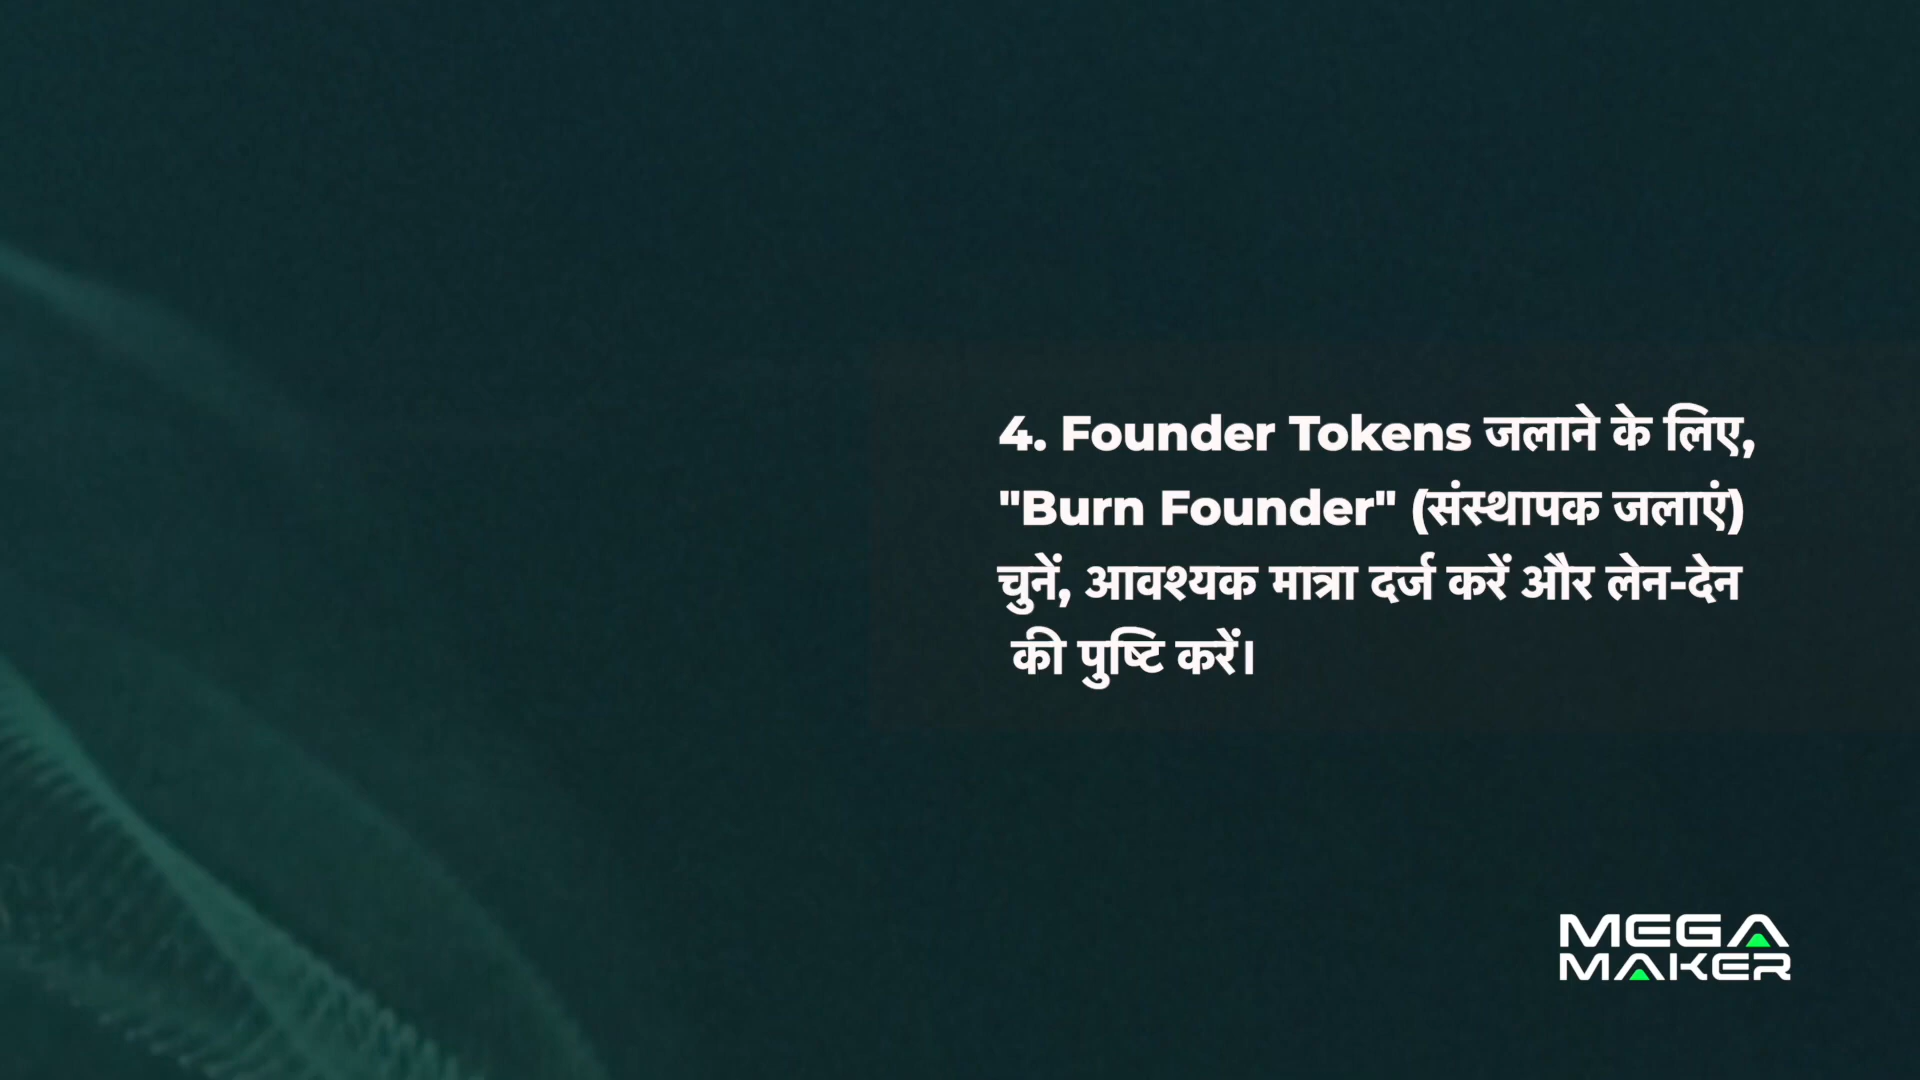 4. Founder Tokens जलाने के लिए,
"Burn Founder" (संस्थापक जलाएं)
चुनें, आवश्यक मात्रा दर्ज करें और लेन-देन
की पुष्टि करें।
MEGA
MAKER